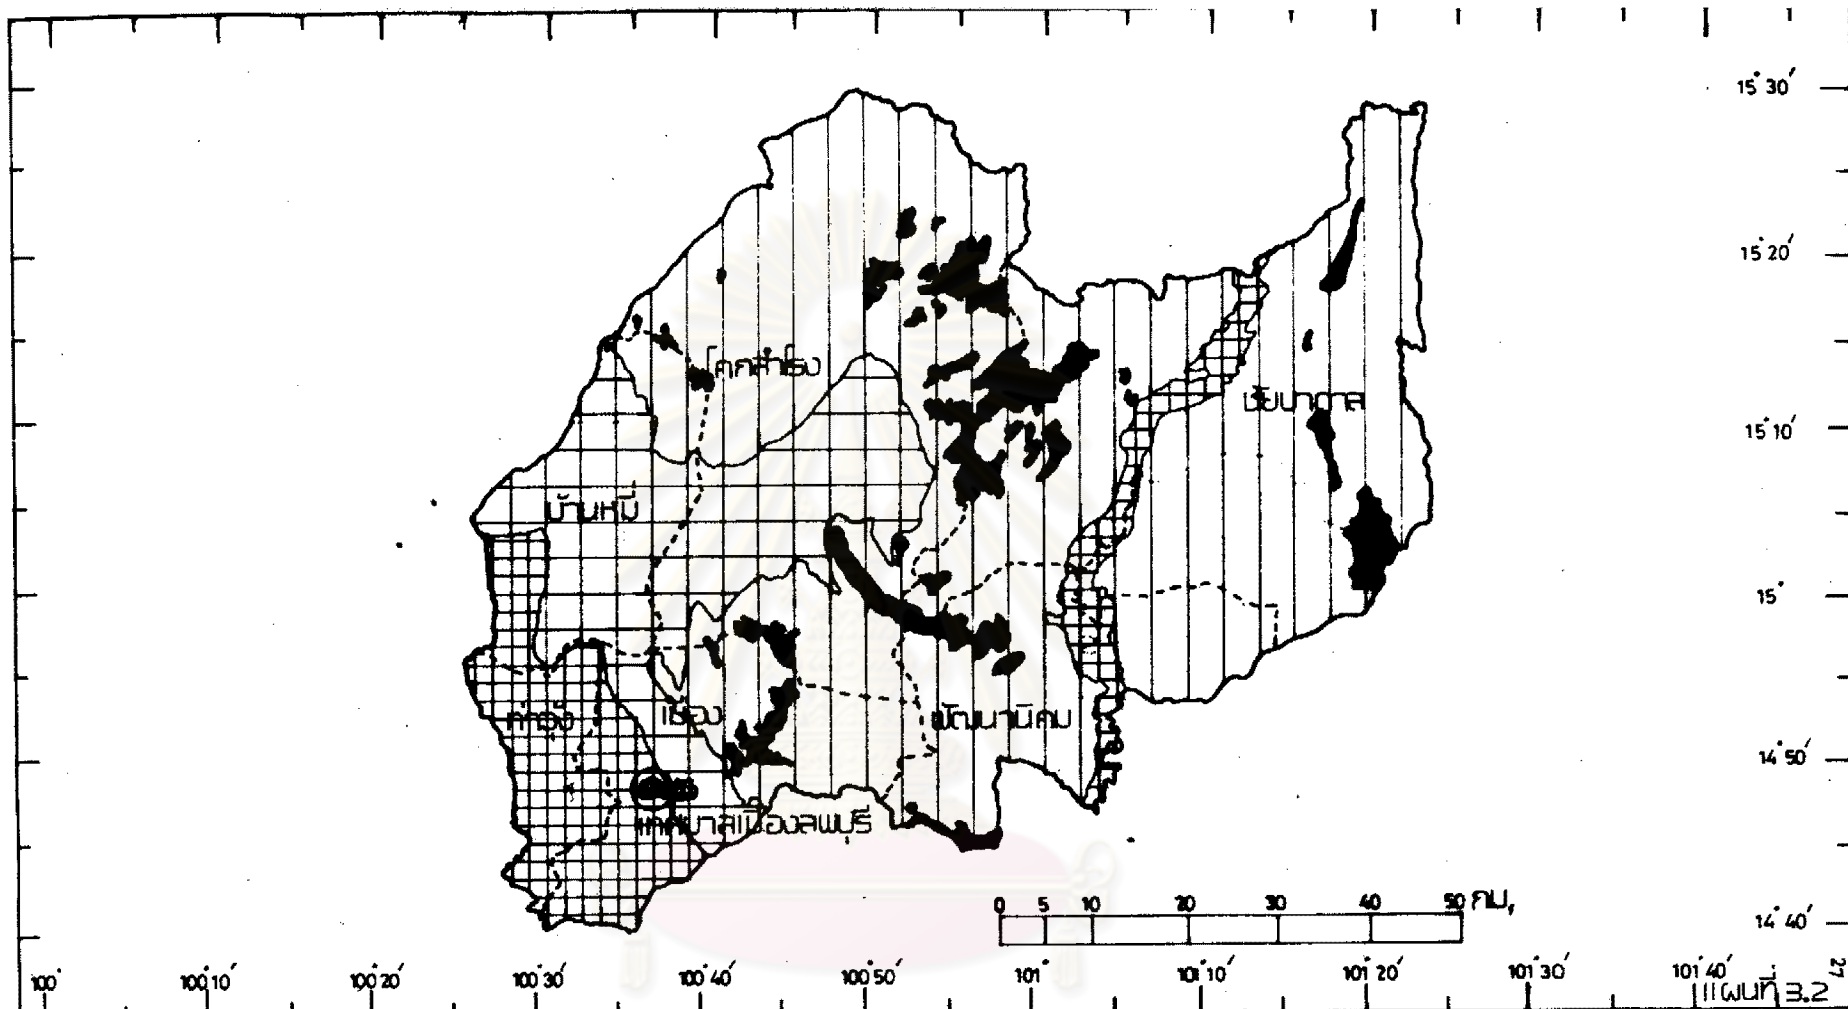 15° 30′
15° 20′
โคกสำโรง
ชัยบาดาล
15° 10′
บ้านหมี่
15°
ท่าวุ้ง
เมือง
พัฒนานิคม
14° 50′
เทศบาลเมืองลพบุรี
0 5 10 20 30 40 50 กม,
14° 40′
100° 100°10′ 100°20′ 100°30′ 100°40′ 100°50′ 101° 101°10′ 101°20′ 101°30′ 101°40′
27
แผนที่ 3.2